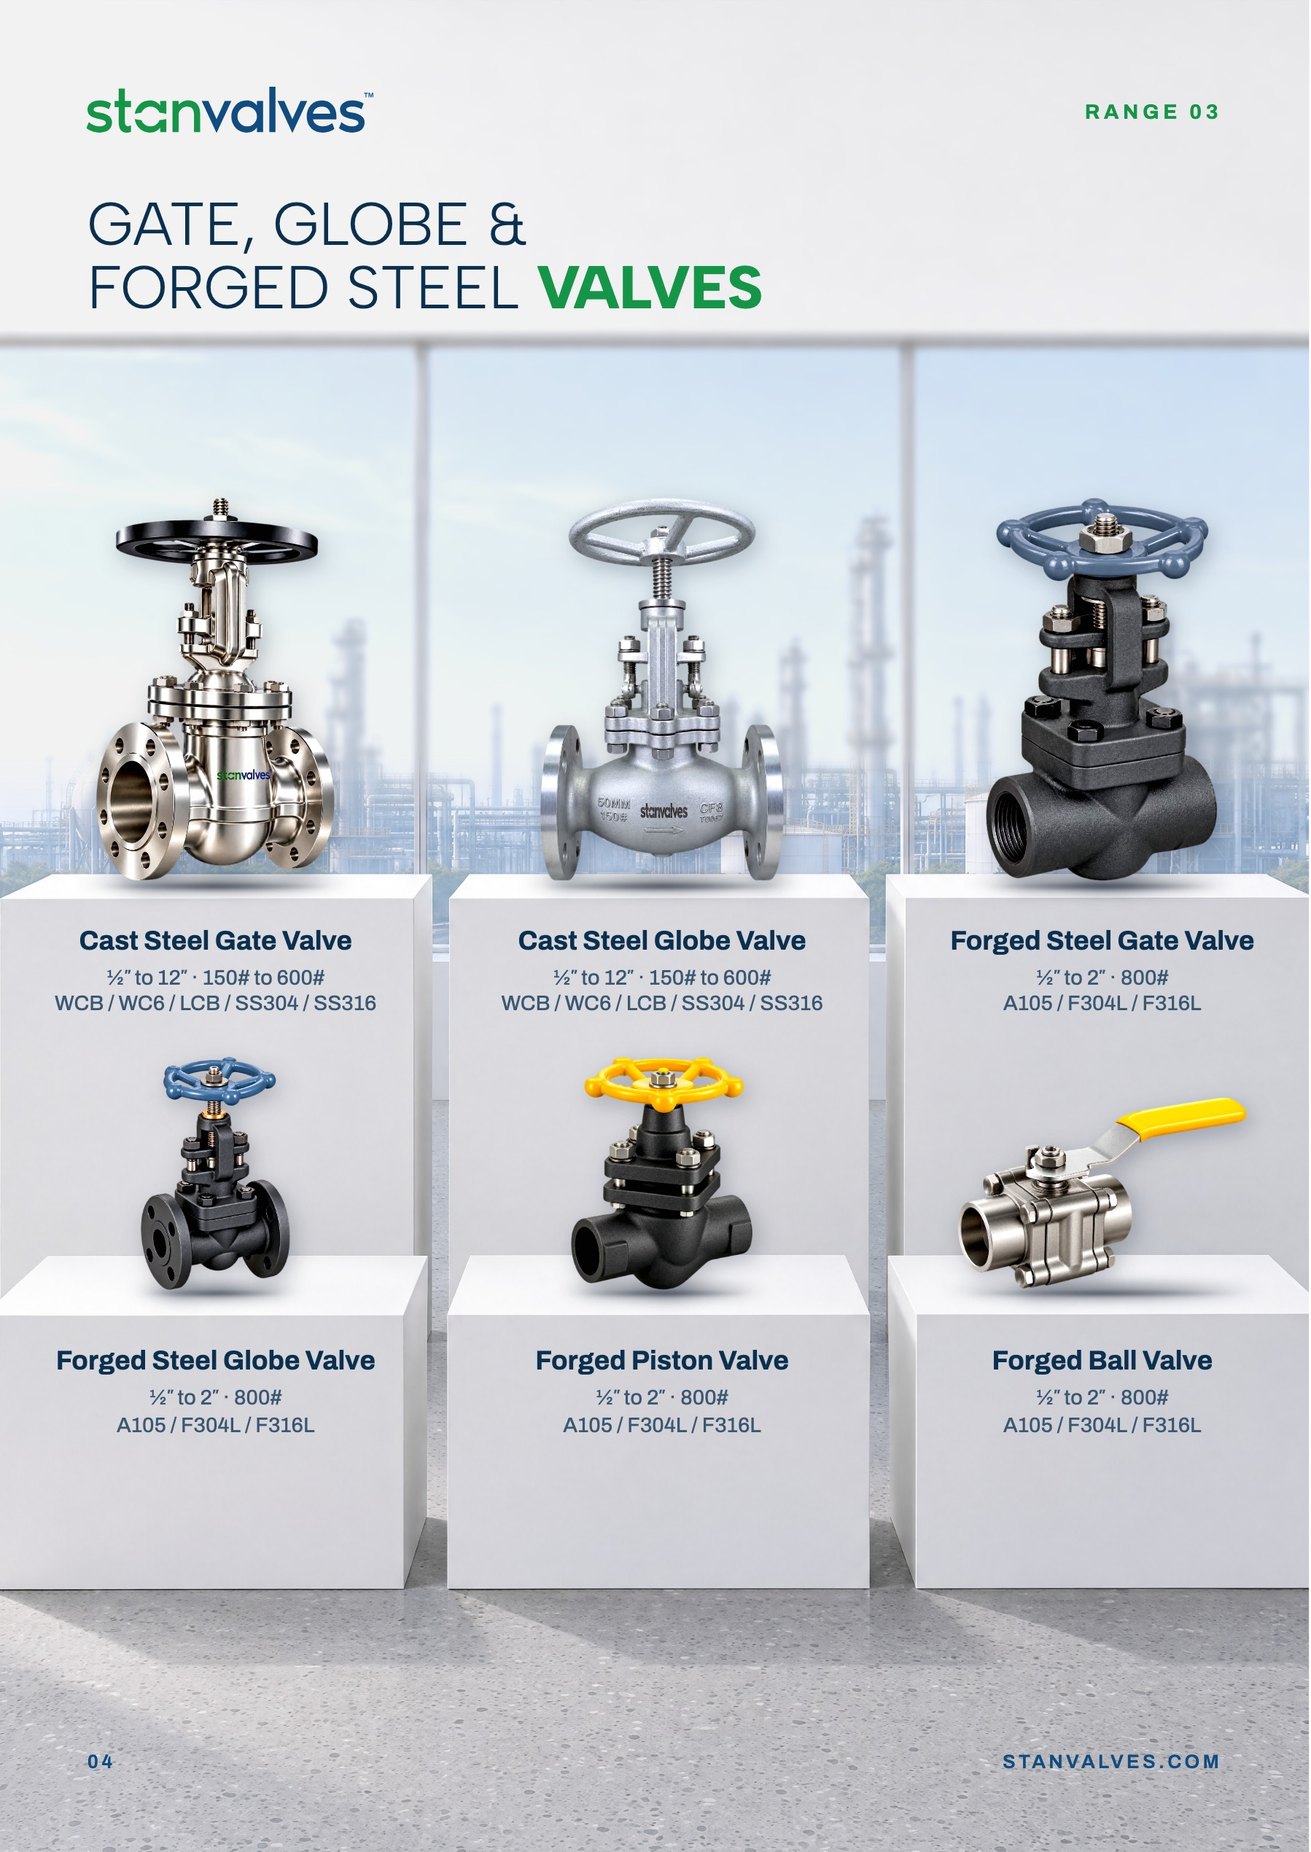 stanvalves™
RANGE 03
GATE, GLOBE &
FORGED STEEL VALVES
stanvalves
50MM
150#
stanvalves
CF8
Cast Steel Gate Valve
½″ to 12″ · 150# to 600#
WCB / WC6 / LCB / SS304 / SS316
Cast Steel Globe Valve
½″ to 12″ · 150# to 600#
WCB / WC6 / LCB / SS304 / SS316
Forged Steel Gate Valve
½″ to 2″ · 800#
A105 / F304L / F316L
Forged Steel Globe Valve
½″ to 2″ · 800#
A105 / F304L / F316L
Forged Piston Valve
½″ to 2″ · 800#
A105 / F304L / F316L
Forged Ball Valve
½″ to 2″ · 800#
A105 / F304L / F316L
04
STANVALVES.COM